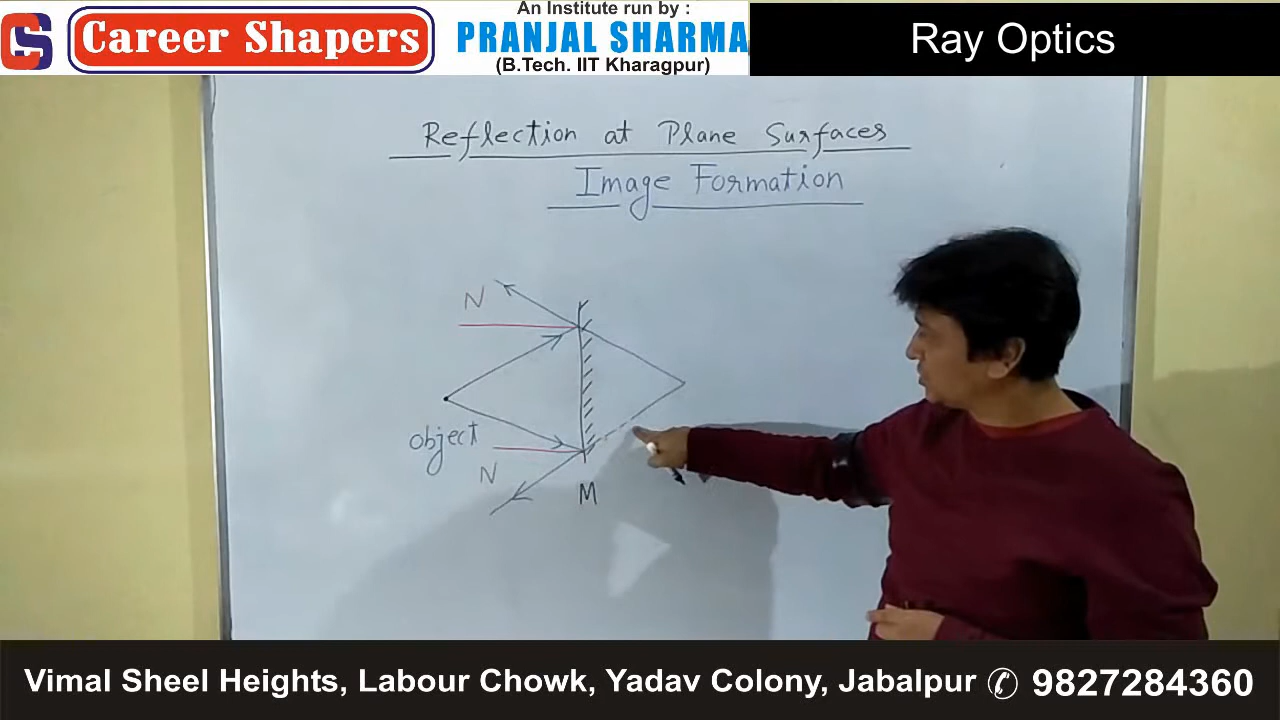 CS
Career Shapers
An Institute run by :
PRANJAL SHARMA
(B.Tech. IIT Kharagpur)
Ray Optics
Reflection at Plane Surfaces
Image Formation
N
object
N
M
Vimal Sheel Heights, Labour Chowk, Yadav Colony, Jabalpur ✆ 9827284360